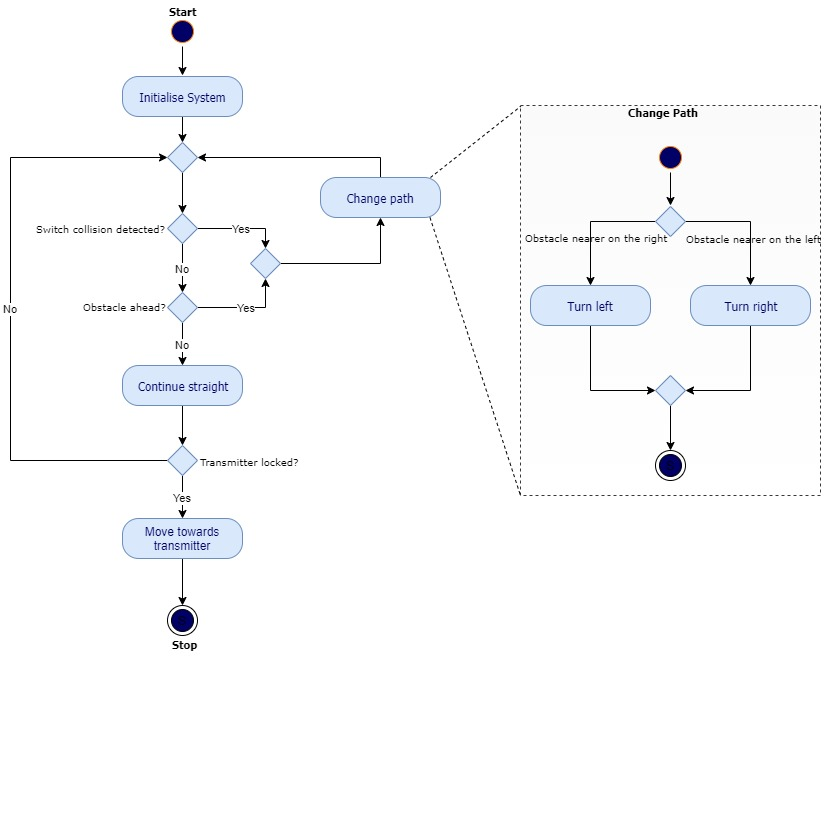 Start
Initialise System
Switch collision detected?
Yes
No
Obstacle ahead?
Yes
No
Continue straight
Transmitter locked?
No
Yes
Move towards
transmitter
Stop
Change path
Change Path
Obstacle nearer on the right
Obstacle nearer on the left
Turn left
Turn right